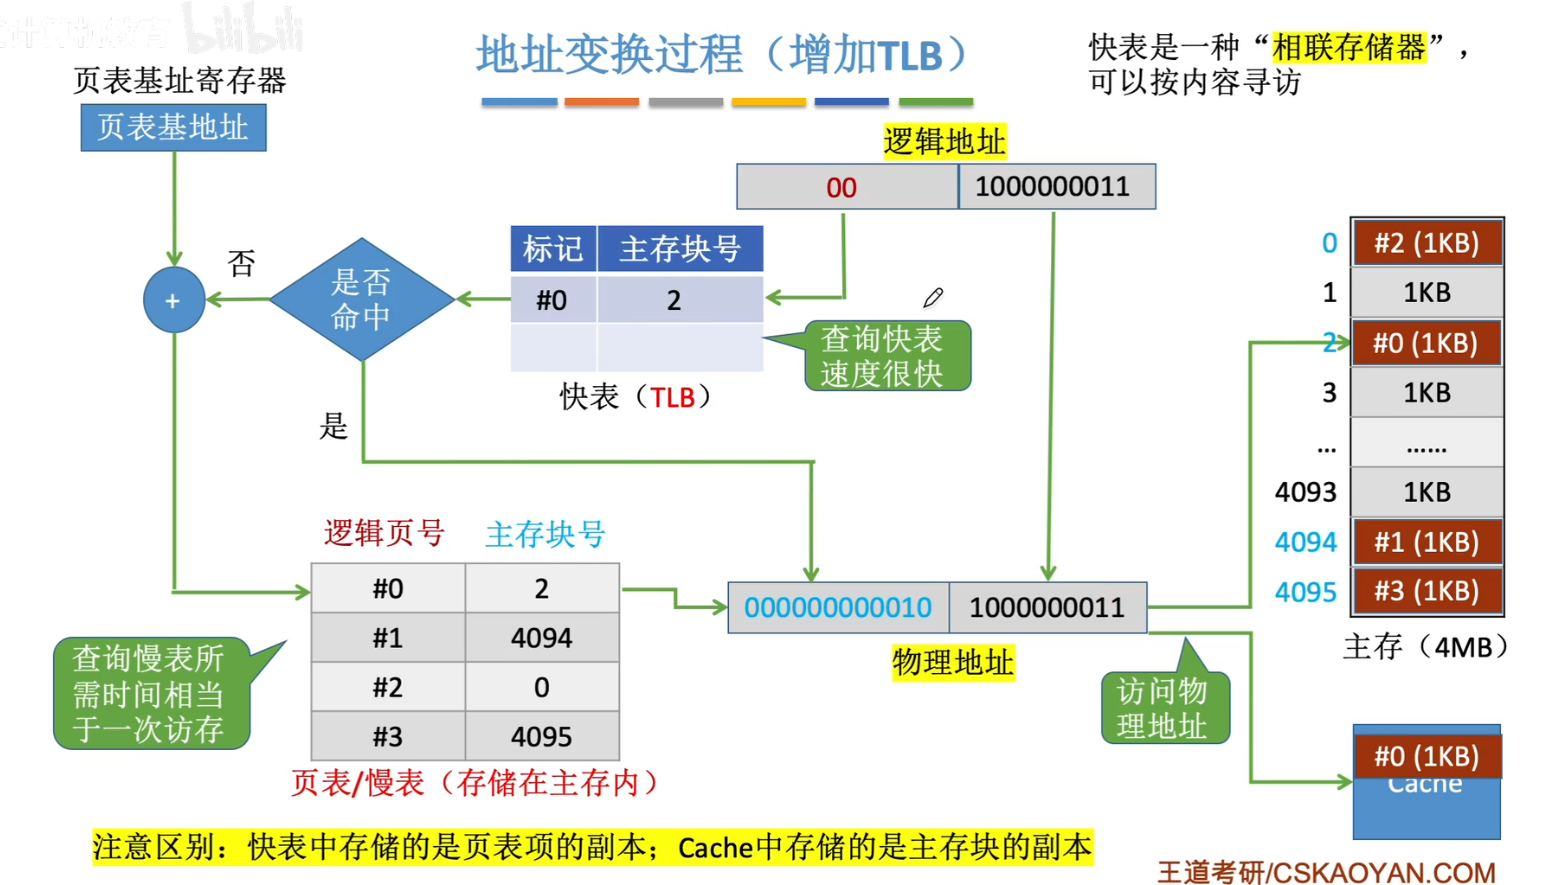 计算机教育 bilibili
地址变换过程（增加TLB）
快表是一种“相联存储器”，
可以按内容寻访
页表基址寄存器
页表基地址
逻辑地址
00 1000000011
标记 主存块号
#0 2
快表（TLB）
查询快表
速度很快
是否
命中
否
是
+
0 #2 (1KB)
1 1KB
2 #0 (1KB)
3 1KB
... ......
4093 1KB
4094 #1 (1KB)
4095 #3 (1KB)
主存（4MB）
逻辑页号 主存块号
#0 2
#1 4094
#2 0
#3 4095
页表/慢表（存储在主存内）
查询慢表所
需时间相当
于一次访存
000000000010 1000000011
物理地址
访问物
理地址
#0 (1KB)
Cache
注意区别：快表中存储的是页表项的副本；Cache中存储的是主存块的副本
王道考研/CSKAOYAN.COM